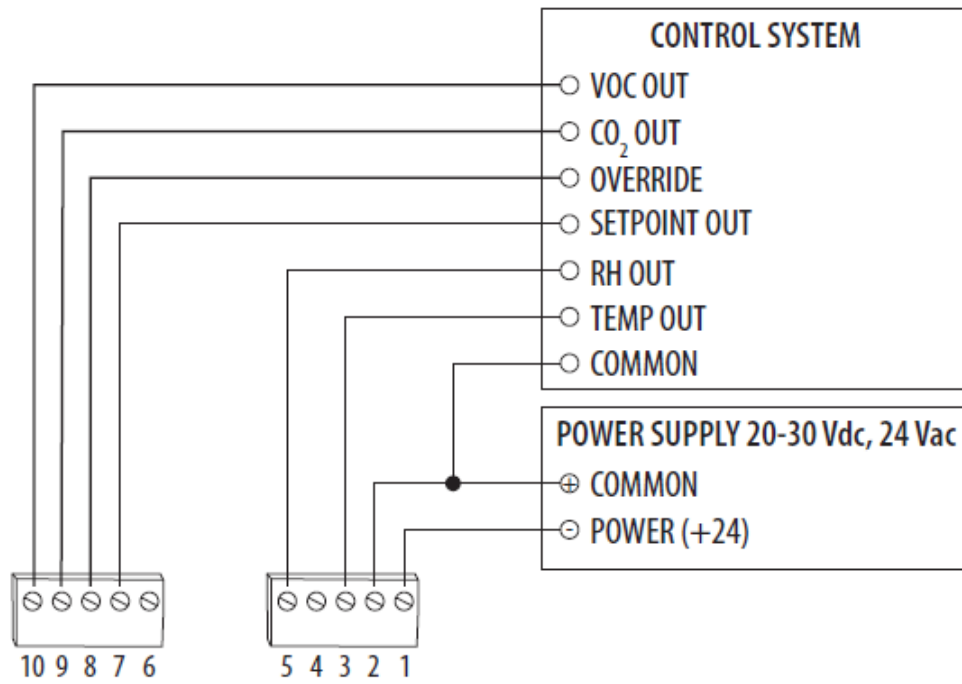 CONTROL SYSTEM
VOC OUT
CO₂ OUT
OVERRIDE
SETPOINT OUT
RH OUT
TEMP OUT
COMMON
POWER SUPPLY 20-30 Vdc, 24 Vac
+ COMMON
- POWER (+24)
10 9 8 7 6 5 4 3 2 1